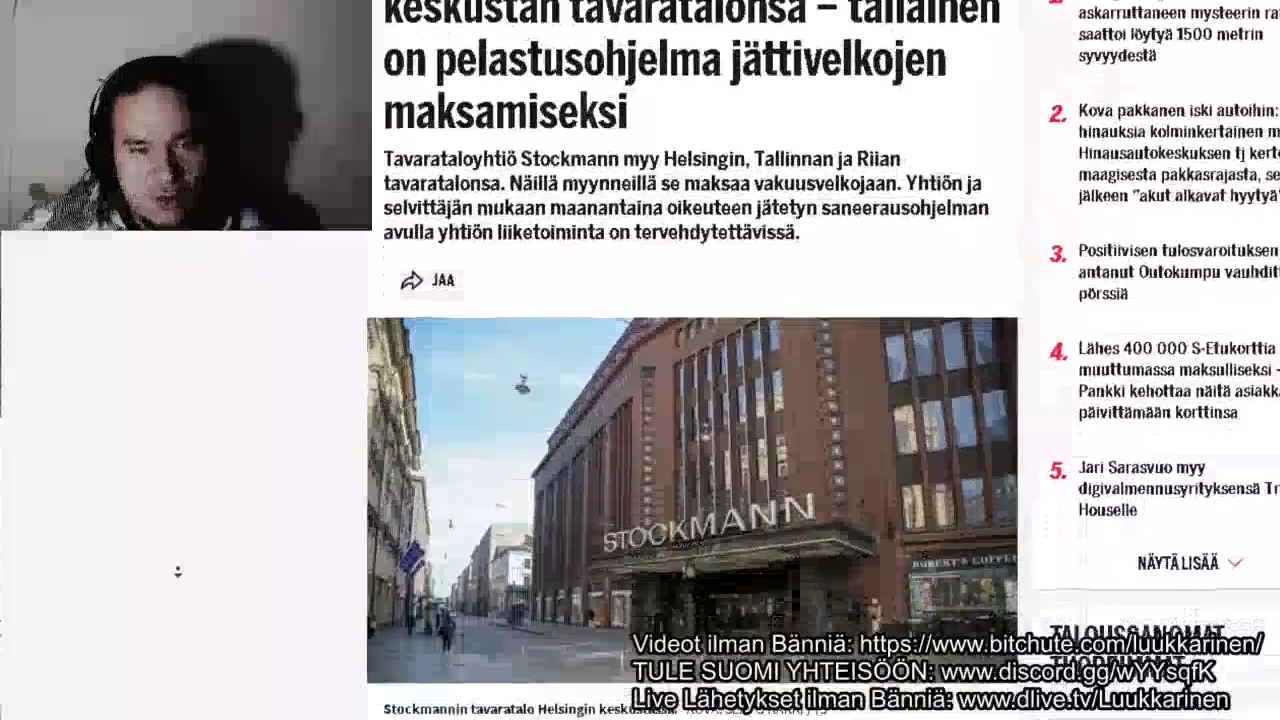 keskustan tavaratalonsa – tällainen
on pelastusohjelma jättivelkojen
maksamiseksi
Tavarataloyhtiö Stockmann myy Helsingin, Tallinnan ja Riian
tavaratalonsa. Näillä myynneillä se maksaa vakuusvelkojaan. Yhtiön ja
selvittäjän mukaan maanantaina oikeuteen jätetyn saneerausohjelman
avulla yhtiön liiketoiminta on tervehdytettävissä.
JAA
STOCKMANN
ROBERT'S COFFEE
Stockmannin tavaratalo Helsingin
askarruttaneen mysteerin
saattoi löytyä 1500 metrin
syvyydestä
2. Kova pakkanen iski autoihin:
hinauksia kolminkertainen
Hinausautokeskuksen tj
maagisesta pakkasrajasta,
jälkeen ”akut alkavat hyytyä
3. Positiivisen tulosvaroituksen
antanut Outokumpu
pörssiä
4. Lähes 400 000 S-Etukorttia
muuttumassa maksulliseksi –
Pankki kehottaa näitä
päivittämään korttinsa
5. Jari Sarasvuo myy
digivalmennusyrityksensä
Houselle
NÄYTÄ LISÄÄ
TALOUSSANOMAT
Videot ilman Bänniä: https://www.bitchute.com/luukkarinen/
TULE SUOMI YHTEISÖÖN: www.discord.gg/wYYsqfK
Live Lähetykset ilman Bänniä: www.dlive.tv/Luukkarinen